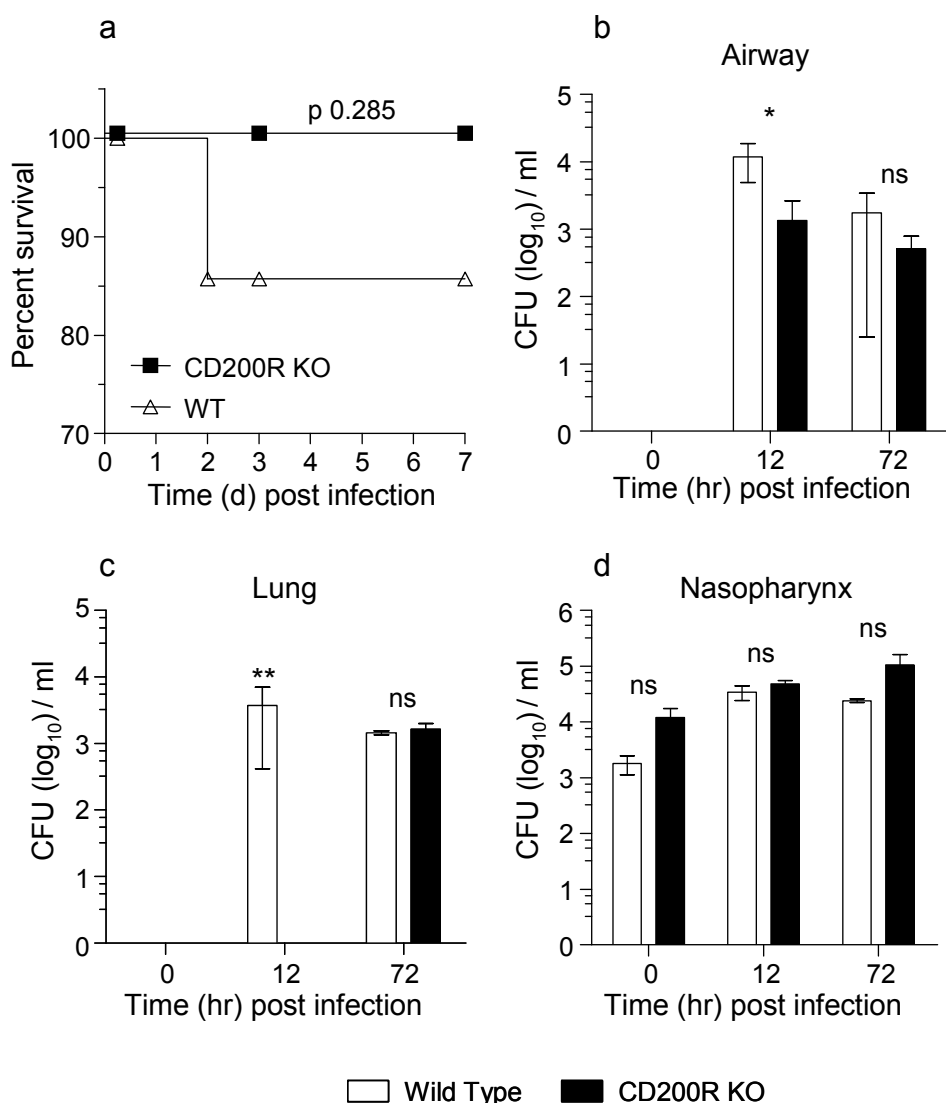 a
p 0.285
100
90
80
70
Percent survival
CD200R KO
WT
0 1 2 3 4 5 6 7
Time (d) post infection
b
Airway
5
4
3
2
1
0
CFU (log10) / ml
*
ns
0 12 72
Time (hr) post infection
c
Lung
5
4
3
2
1
0
CFU (log10) / ml
**
ns
0 12 72
Time (hr) post infection
d
Nasopharynx
6
5
4
3
2
1
0
CFU (log10) / ml
ns
ns
ns
0 12 72
Time (hr) post infection
Wild Type CD200R KO